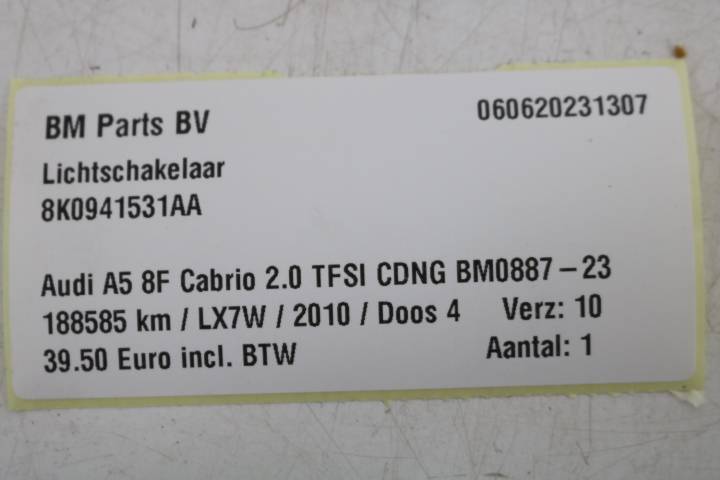 BM Parts BV 060620231307
Lichtschakelaar
8K0941531AA
Audi A5 8F Cabrio 2.0 TFSI CDNG BM0887-23
188585 km / LX7W / 2010 / Doos 4 Verz: 10
39.50 Euro incl. BTW Aantal: 1